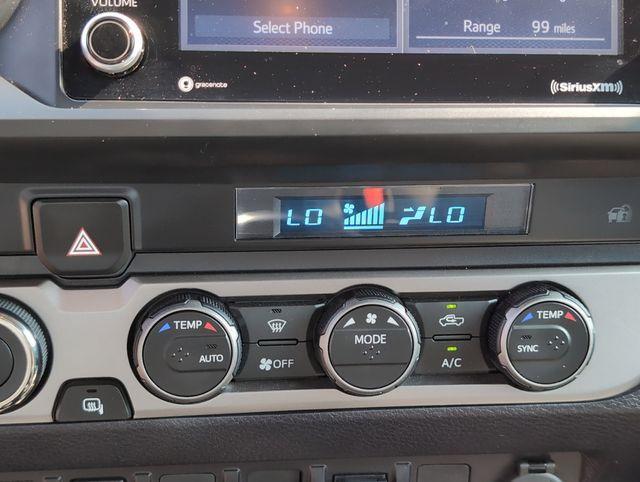 VOLUME
Select Phone
Range 99 miles
gracenote
((SiriusXM))
LO LO
TEMP
AUTO
OFF
MODE
A/C
TEMP
SYNC